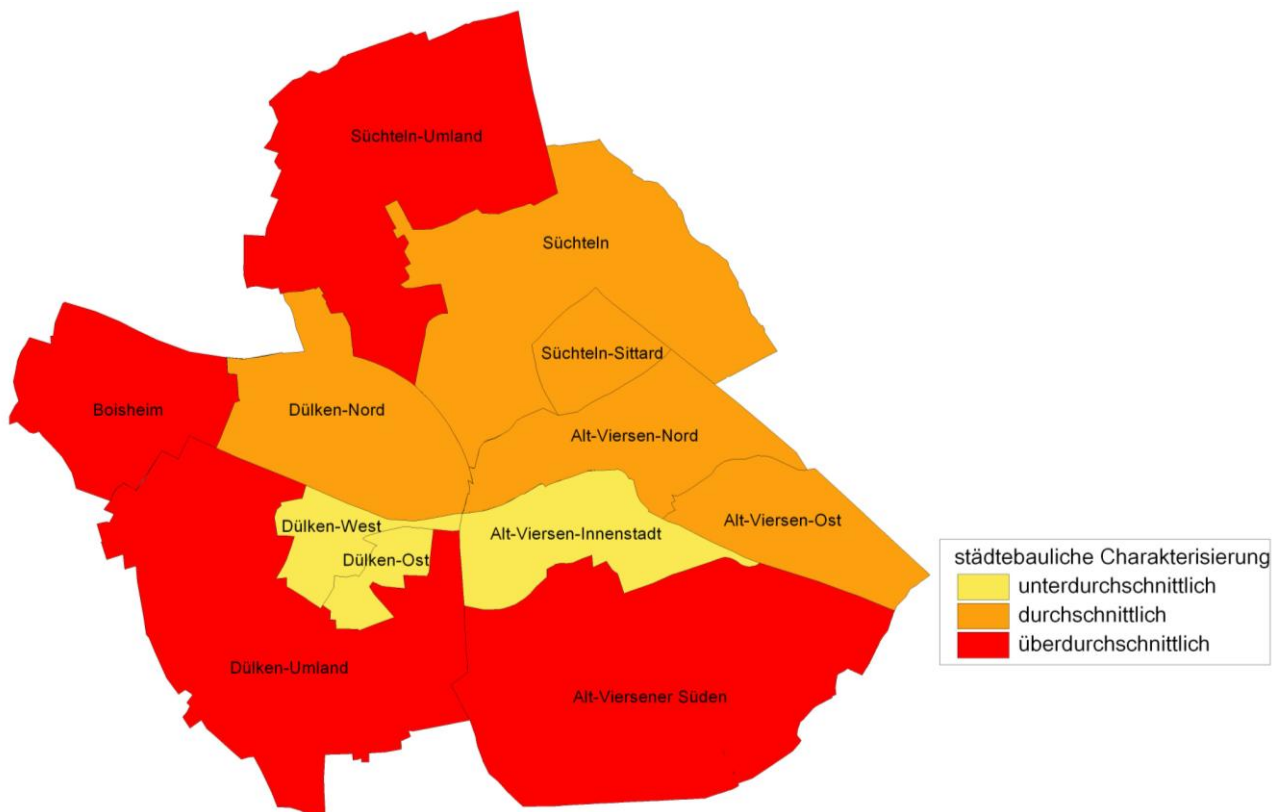 Süchteln-Umland
Süchteln
Süchteln-Sittard
Boisheim
Dülken-Nord
Alt-Viersen-Nord
Dülken-West
Alt-Viersen-Innenstadt
Alt-Viersen-Ost
Dülken-Ost
Dülken-Umland
Alt-Viersener Süden
städtebauliche Charakterisierung
unterdurchschnittlich
durchschnittlich
überdurchschnittlich